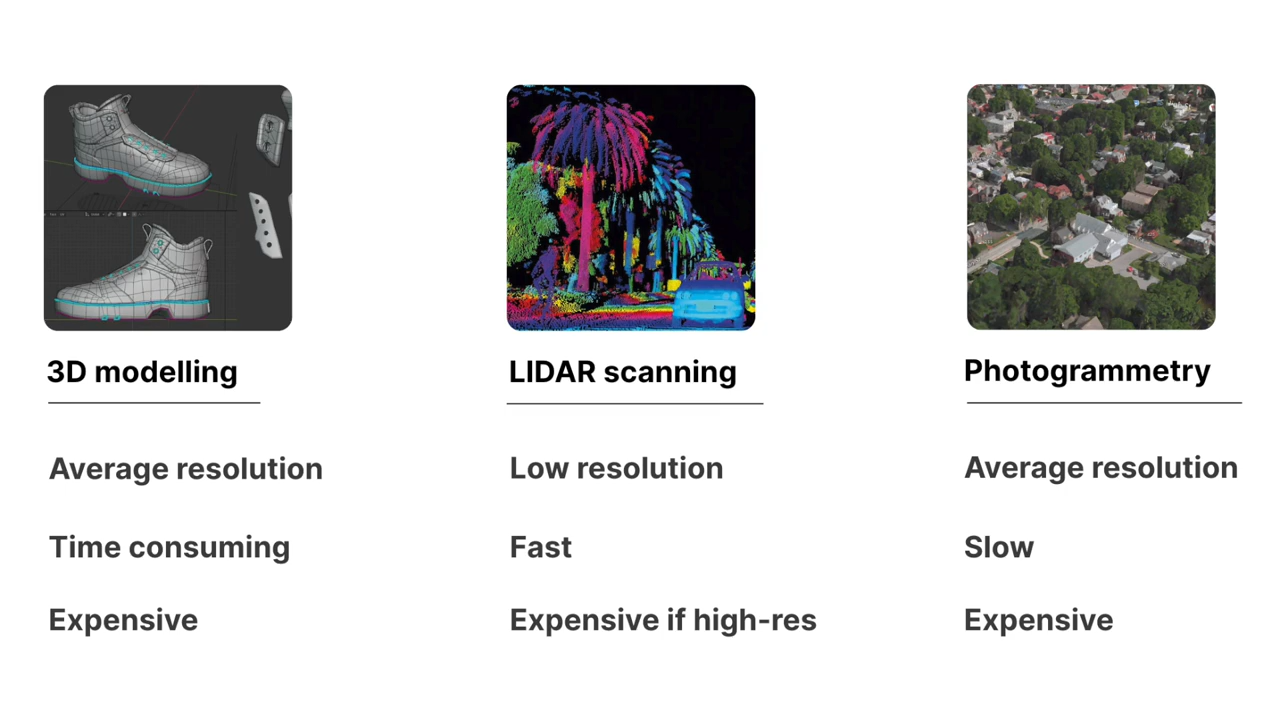 3D modelling
LIDAR scanning
Photogrammetry
Average resolution
Low resolution
Average resolution
Time consuming
Fast
Slow
Expensive
Expensive if high-res
Expensive